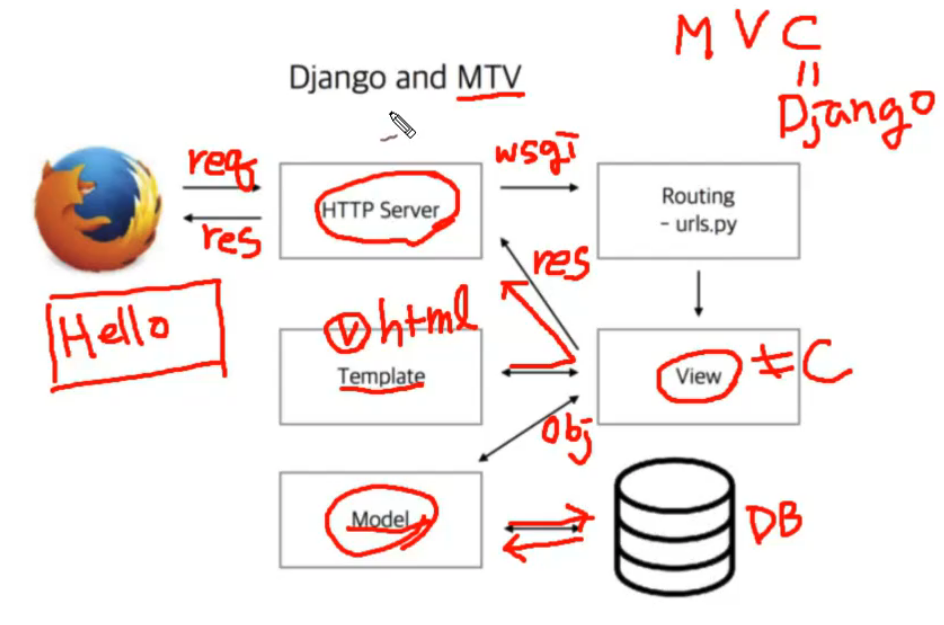 M V C
=
Django
Django and MTV
req
res
HTTP Server
wsgi
Routing
- urls.py
res
Hello
V html
Template
View
≠ C
Obj
Model
DB